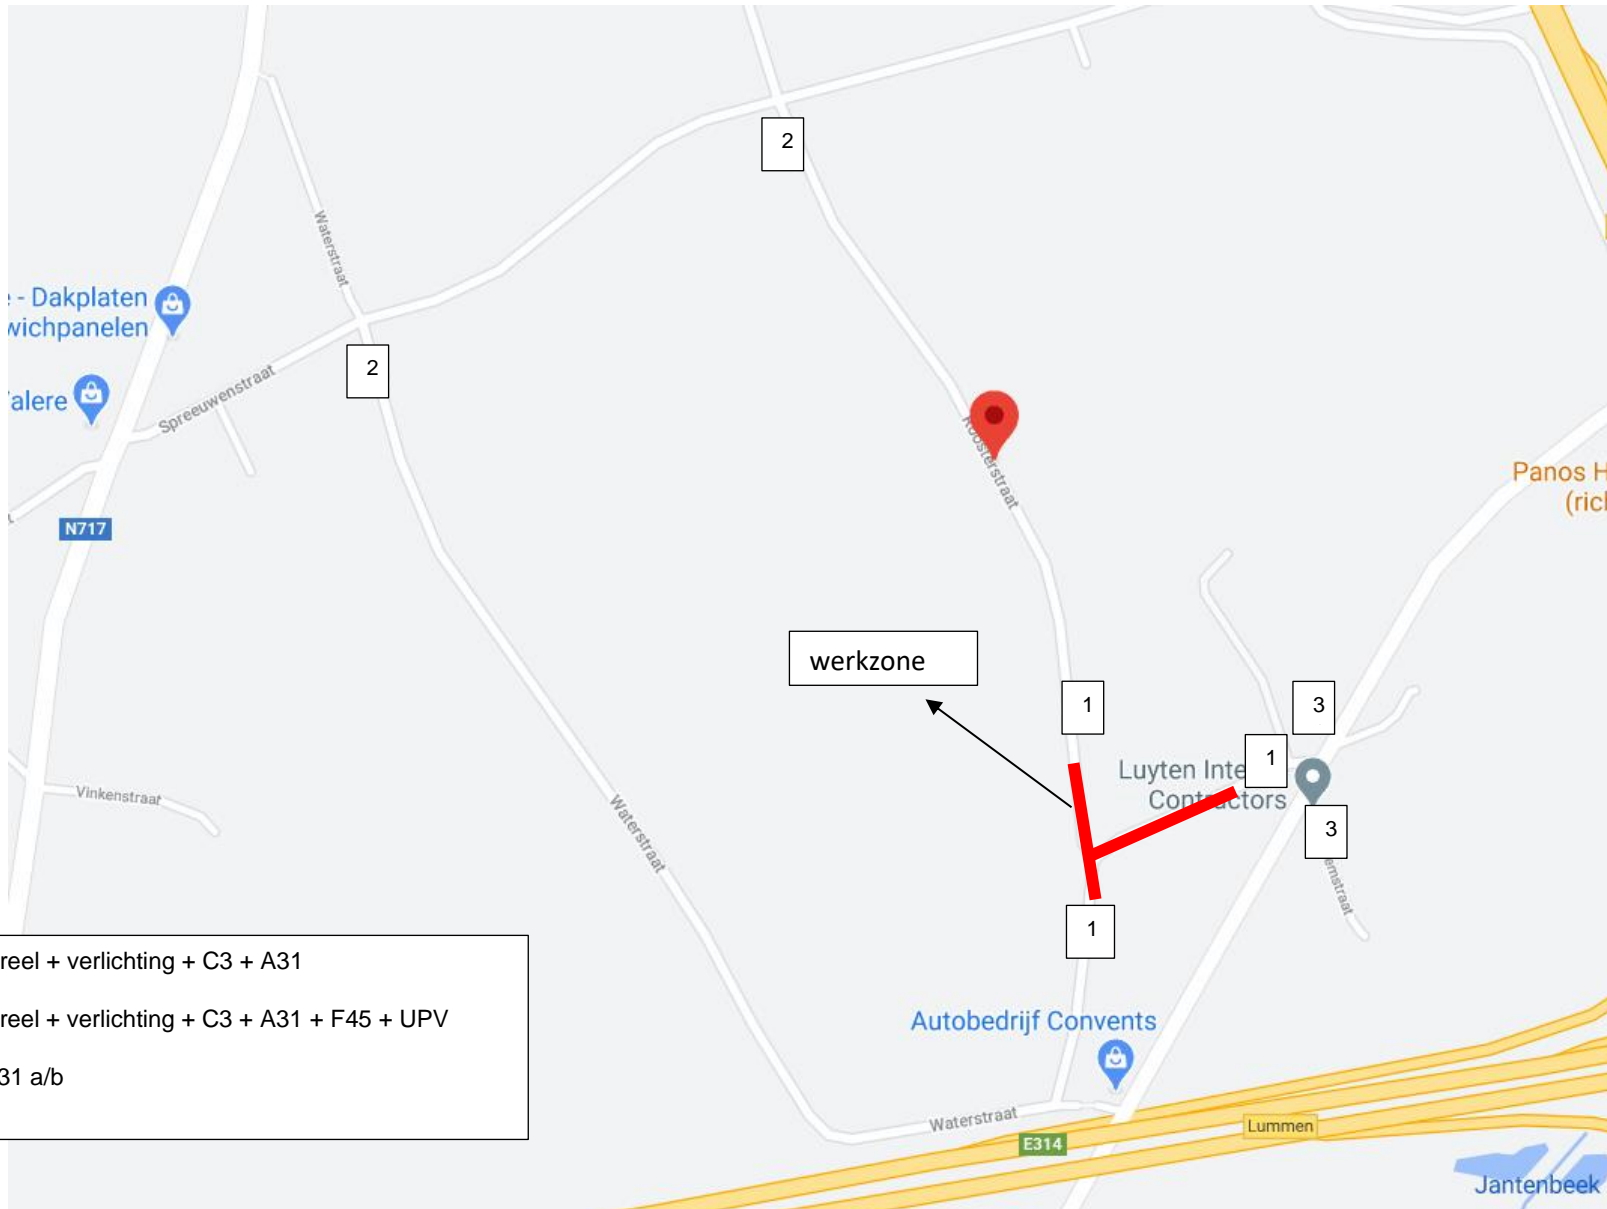 2
Waterstraat
- Dakplaten
wichpanelen
2
alere
Spreeuwenstraat
Roosterstraat
Panos H
(ric
N717
werkzone
1
3
1
Luyten Inte
Contractors
Vinkenstraat
Waterstraat
3
emstraat
1
reel + verlichting + C3 + A31
reel + verlichting + C3 + A31 + F45 + UPV
31 a/b
Autobedrijf Convents
Waterstraat
Lummen
E314
Jantenbeek